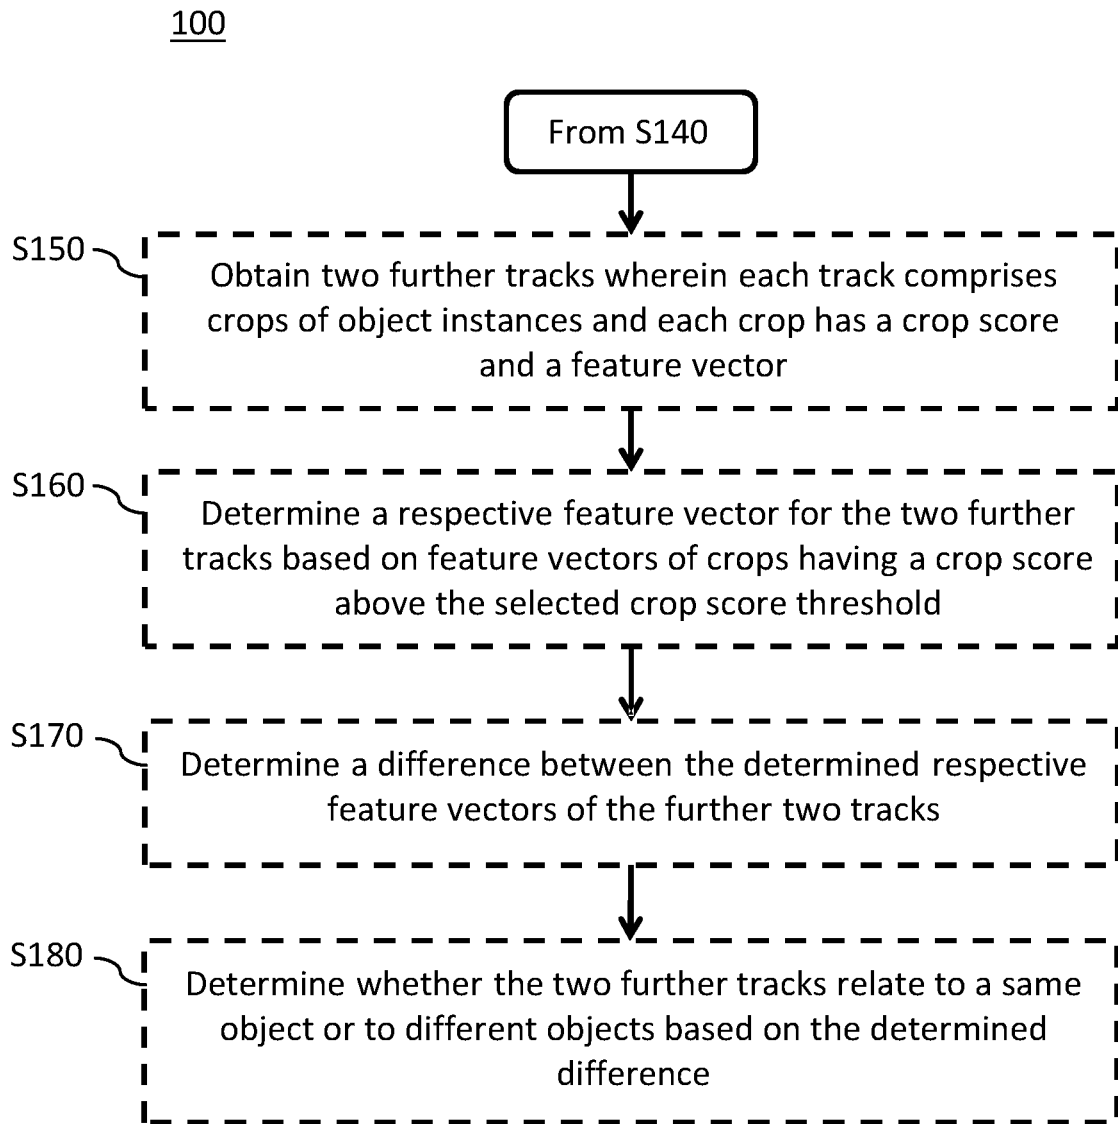 100
From S140
S150
Obtain two further tracks wherein each track comprises
crops of object instances and each crop has a crop score
and a feature vector
S160
Determine a respective feature vector for the two further
tracks based on feature vectors of crops having a crop score
above the selected crop score threshold
S170
Determine a difference between the determined respective
feature vectors of the further two tracks
S180
Determine whether the two further tracks relate to a same
object or to different objects based on the determined
difference